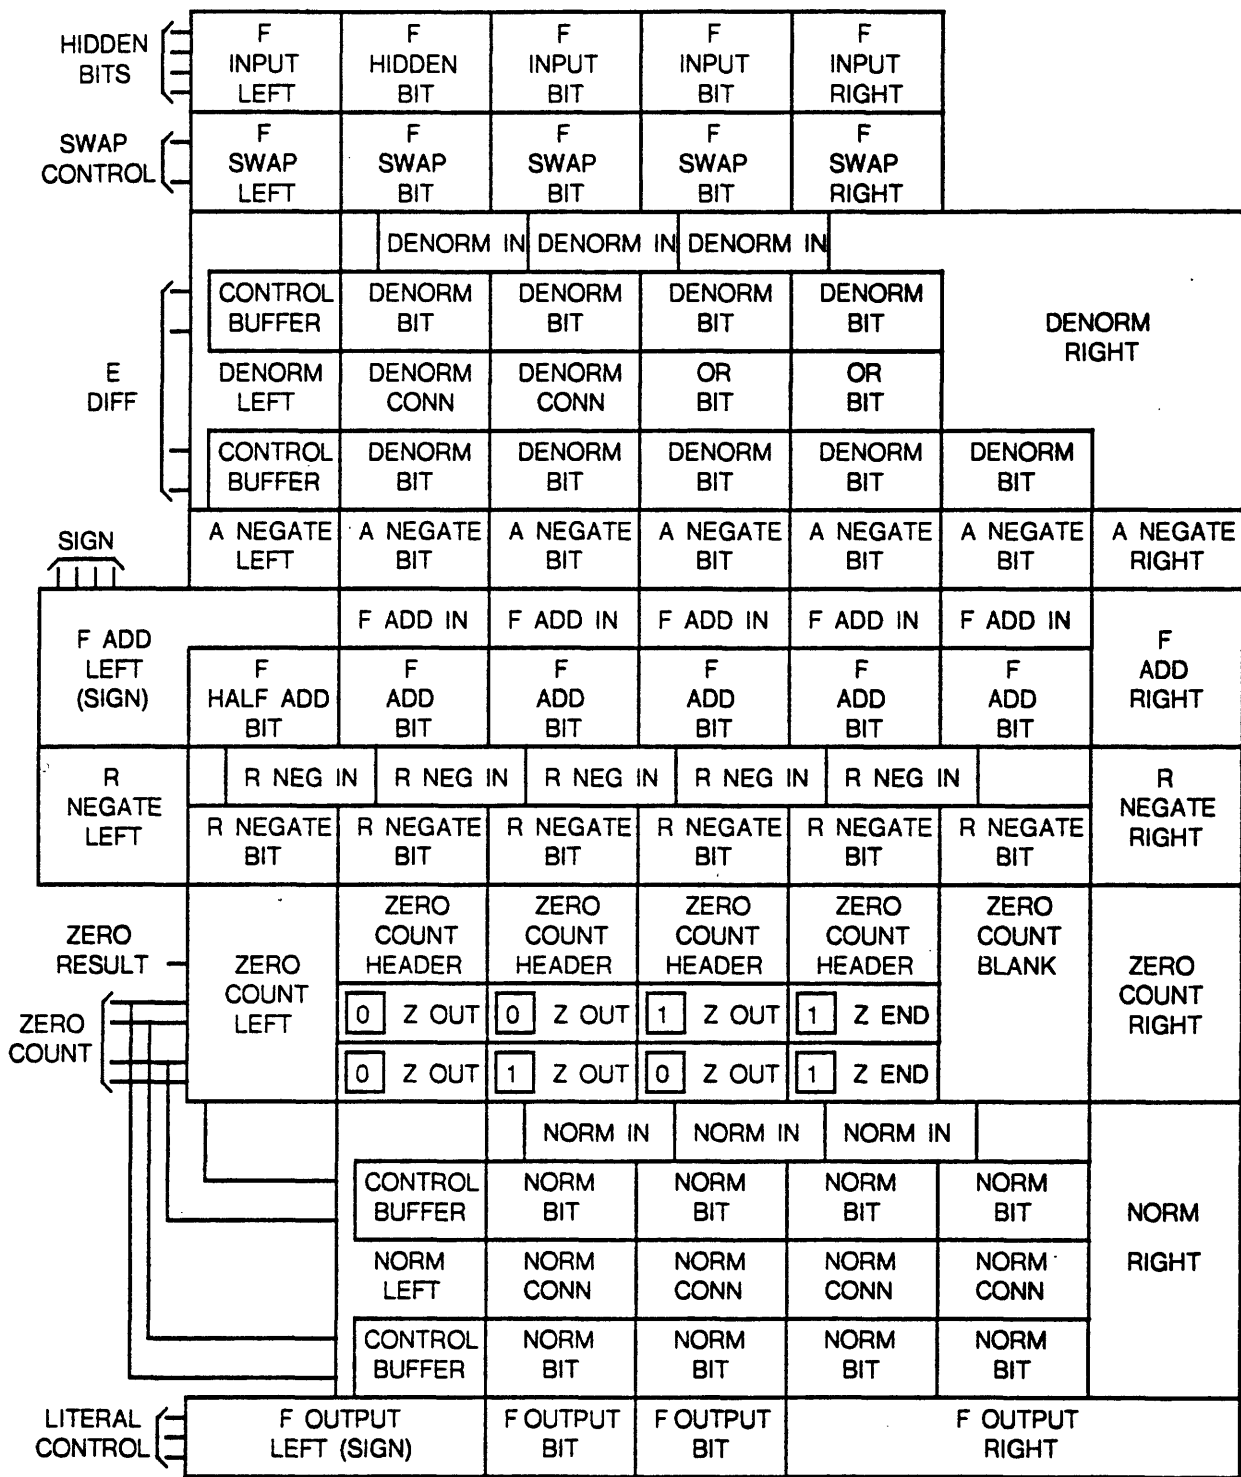 HIDDEN
BITS
F
INPUT
LEFT
F
HIDDEN
BIT
F
INPUT
BIT
F
INPUT
BIT
F
INPUT
RIGHT
SWAP
CONTROL
F
SWAP
LEFT
F
SWAP
BIT
F
SWAP
BIT
F
SWAP
BIT
F
SWAP
RIGHT
DENORM IN
DENORM IN
DENORM IN
E
DIFF
CONTROL
BUFFER
DENORM
BIT
DENORM
BIT
DENORM
BIT
DENORM
BIT
DENORM
RIGHT
DENORM
LEFT
DENORM
CONN
DENORM
CONN
OR
BIT
OR
BIT
CONTROL
BUFFER
DENORM
BIT
DENORM
BIT
DENORM
BIT
DENORM
BIT
DENORM
BIT
A NEGATE
LEFT
A NEGATE
BIT
A NEGATE
BIT
A NEGATE
BIT
A NEGATE
BIT
A NEGATE
BIT
A NEGATE
RIGHT
SIGN
F ADD
LEFT
(SIGN)
F ADD IN
F ADD IN
F ADD IN
F ADD IN
F ADD IN
F
ADD
RIGHT
F
HALF ADD
BIT
F
ADD
BIT
F
ADD
BIT
F
ADD
BIT
F
ADD
BIT
F
ADD
BIT
R
NEGATE
LEFT
R NEG IN
R NEG IN
R NEG IN
R NEG IN
R NEG IN
R
NEGATE
RIGHT
R NEGATE
BIT
R NEGATE
BIT
R NEGATE
BIT
R NEGATE
BIT
R NEGATE
BIT
R NEGATE
BIT
ZERO
RESULT
ZERO
COUNT
ZERO
COUNT
LEFT
ZERO
COUNT
HEADER
ZERO
COUNT
HEADER
ZERO
COUNT
HEADER
ZERO
COUNT
HEADER
ZERO
COUNT
BLANK
ZERO
COUNT
RIGHT
0 Z OUT
0 Z OUT
1 Z OUT
1 Z END
0 Z OUT
1 Z OUT
0 Z OUT
1 Z END
NORM IN
NORM IN
NORM IN
CONTROL
BUFFER
NORM
BIT
NORM
BIT
NORM
BIT
NORM
BIT
NORM
RIGHT
NORM
LEFT
NORM
CONN
NORM
CONN
NORM
CONN
NORM
CONN
CONTROL
BUFFER
NORM
BIT
NORM
BIT
NORM
BIT
NORM
BIT
LITERAL
CONTROL
F OUTPUT
LEFT (SIGN)
F OUTPUT
BIT
F OUTPUT
BIT
F OUTPUT
RIGHT